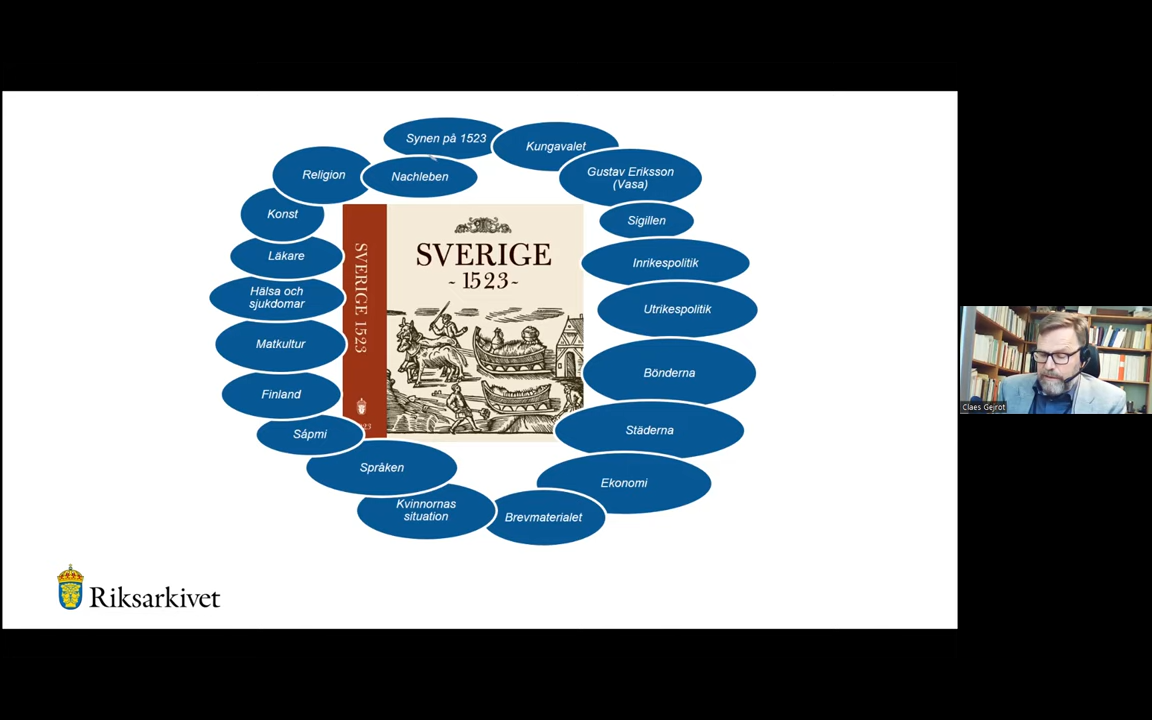 Synen på 1523
Kungavalet
Nachleben
Religion
Gustav Eriksson
(Vasa)
Konst
Sigillen
Läkare
Inrikespolitik
Hälsa och
sjukdomar
Utrikespolitik
Matkultur
Bönderna
Finland
Städerna
Såpmi
Språken
Ekonomi
Kvinnornas
situation
Brevmaterialet
SVERIGE 1523
SVERIGE
~1523~
Riksarkivet
Claes Gejrot